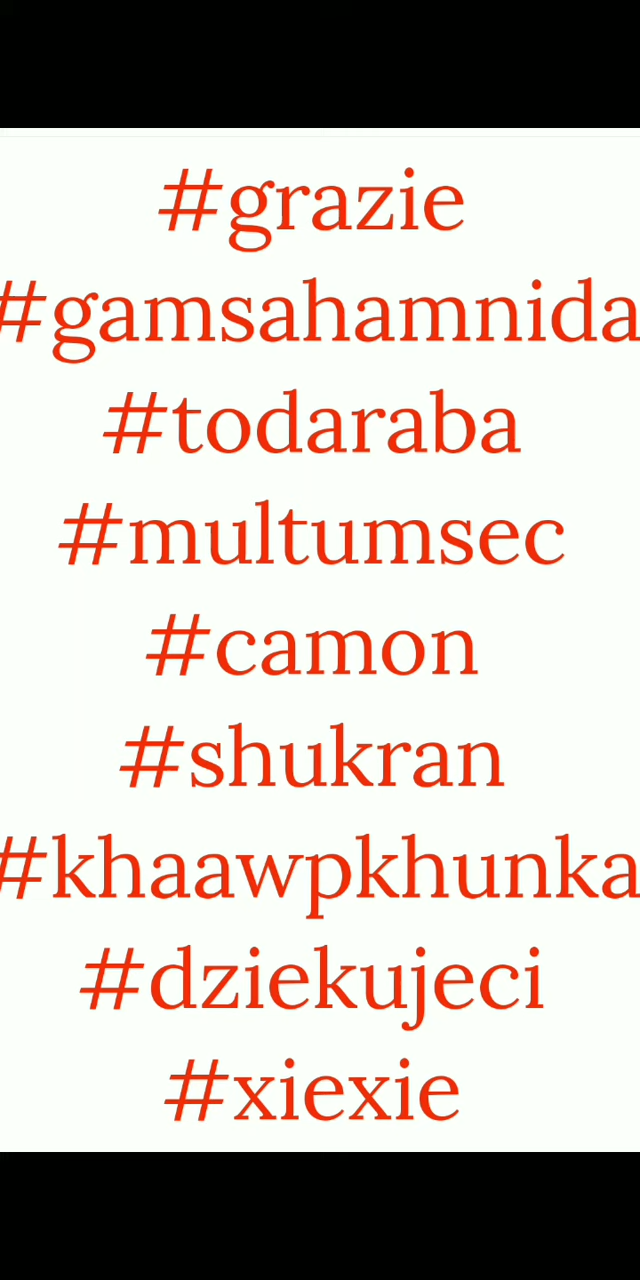 #grazie
#gamsahamnida
#todaraba
#multumsec
#camon
#shukran
#khaawpkhunka
#dziekujeci
#xiexie